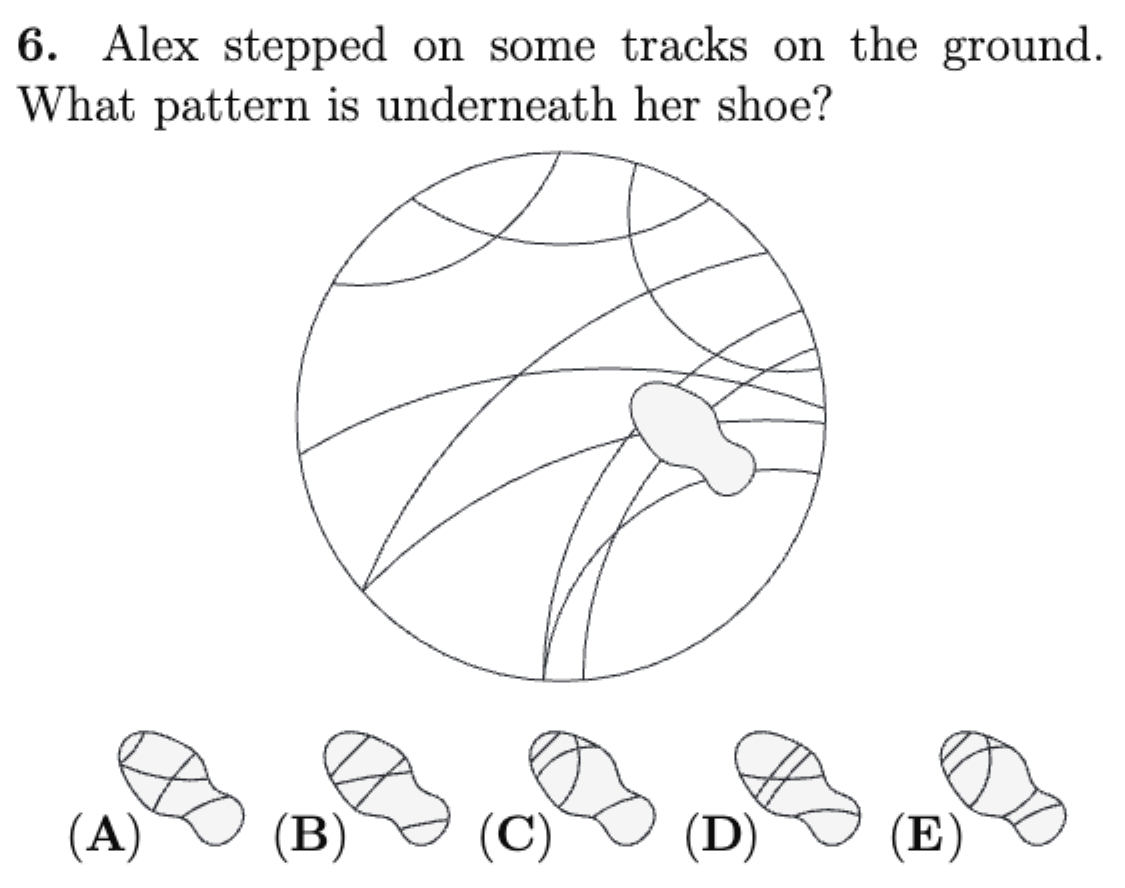 6. Alex stepped on some tracks on the ground.
What pattern is underneath her shoe?
(A) (B) (C) (D) (E)